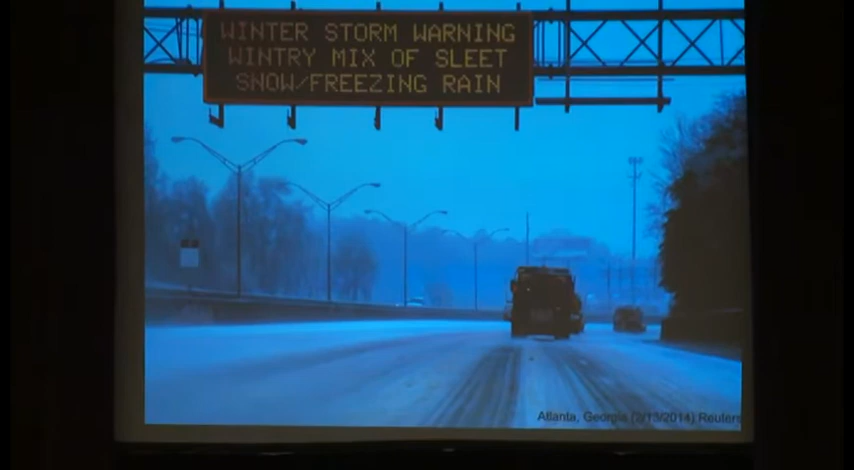 WINTER STORM WARNING
WINTRY MIX OF SLEET
SNOW/FREEZING RAIN
Atlanta, Georgia (2/13/2014) Reuters